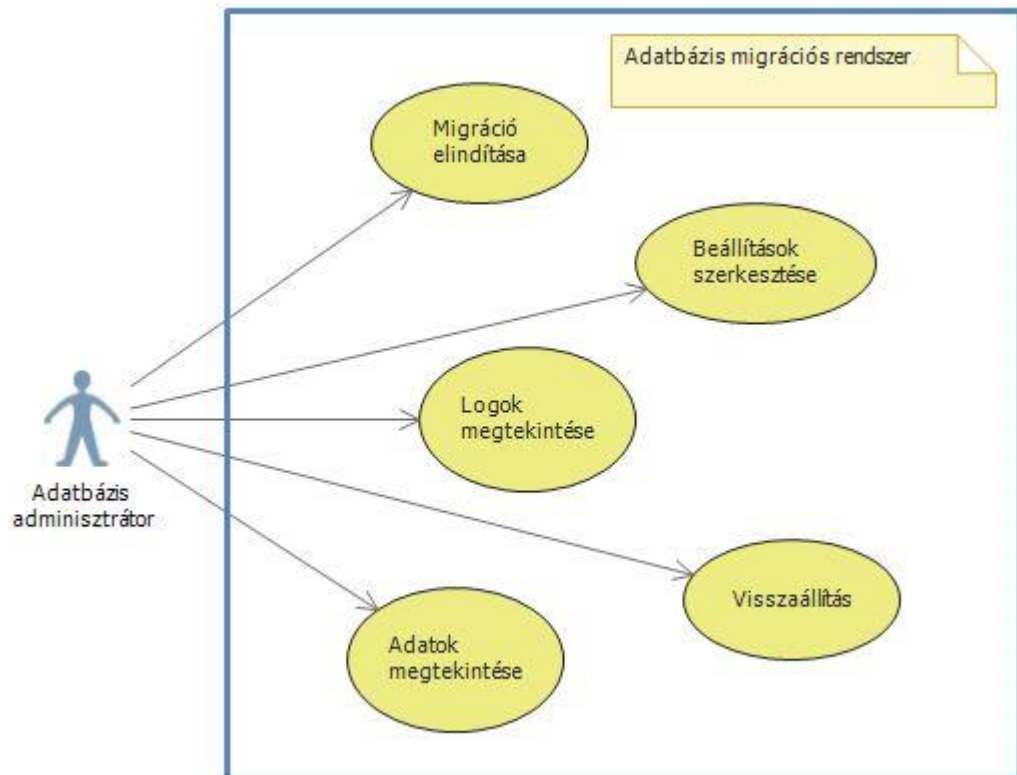 Adatbázis migrációs rendszer
Migráció
elindítása
Beállítások
szerkesztése
Logok
megtekintése
Adatbázis
adminisztrátor
Visszaállítás
Adatok
megtekintése